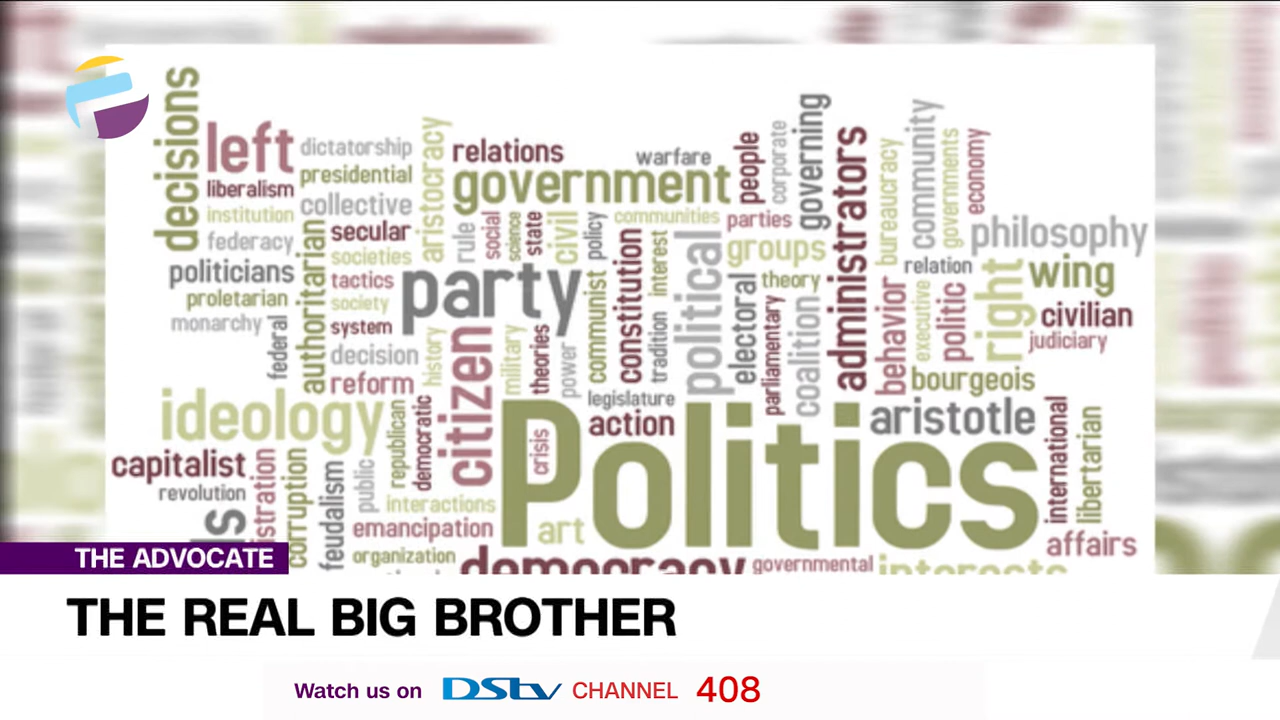 decisions
left
dictatorship
aristocracy
relations
warfare
people
corporate
governing
administrators
community
governments
economy
bureaucracy
liberalism
presidential
government
institution
collective
rule
social
science
state
civil
policy
communities
parties
philosophy
federacy
authoritarian
secular
societies
constitution
interest
political
groups
relation
wing
politicians
tactics
party
communist
electoral
theory
right
proletarian
society
tradition
parliamentary
coalition
behavior
executive
politic
civilian
monarchy
federal
system
history
citizen
military
theories
power
judiciary
decision
reform
bourgeois
ideology
republican
democratic
legislature
action
aristotle
international
libertarian
crisis
Politics
capitalist
istration
corruption
feudalism
public
revolution
interactions
ls
emancipation
art
affairs
organization
democracy
governmental
interests
THE ADVOCATE
THE REAL BIG BROTHER
Watch us on DStv CHANNEL 408